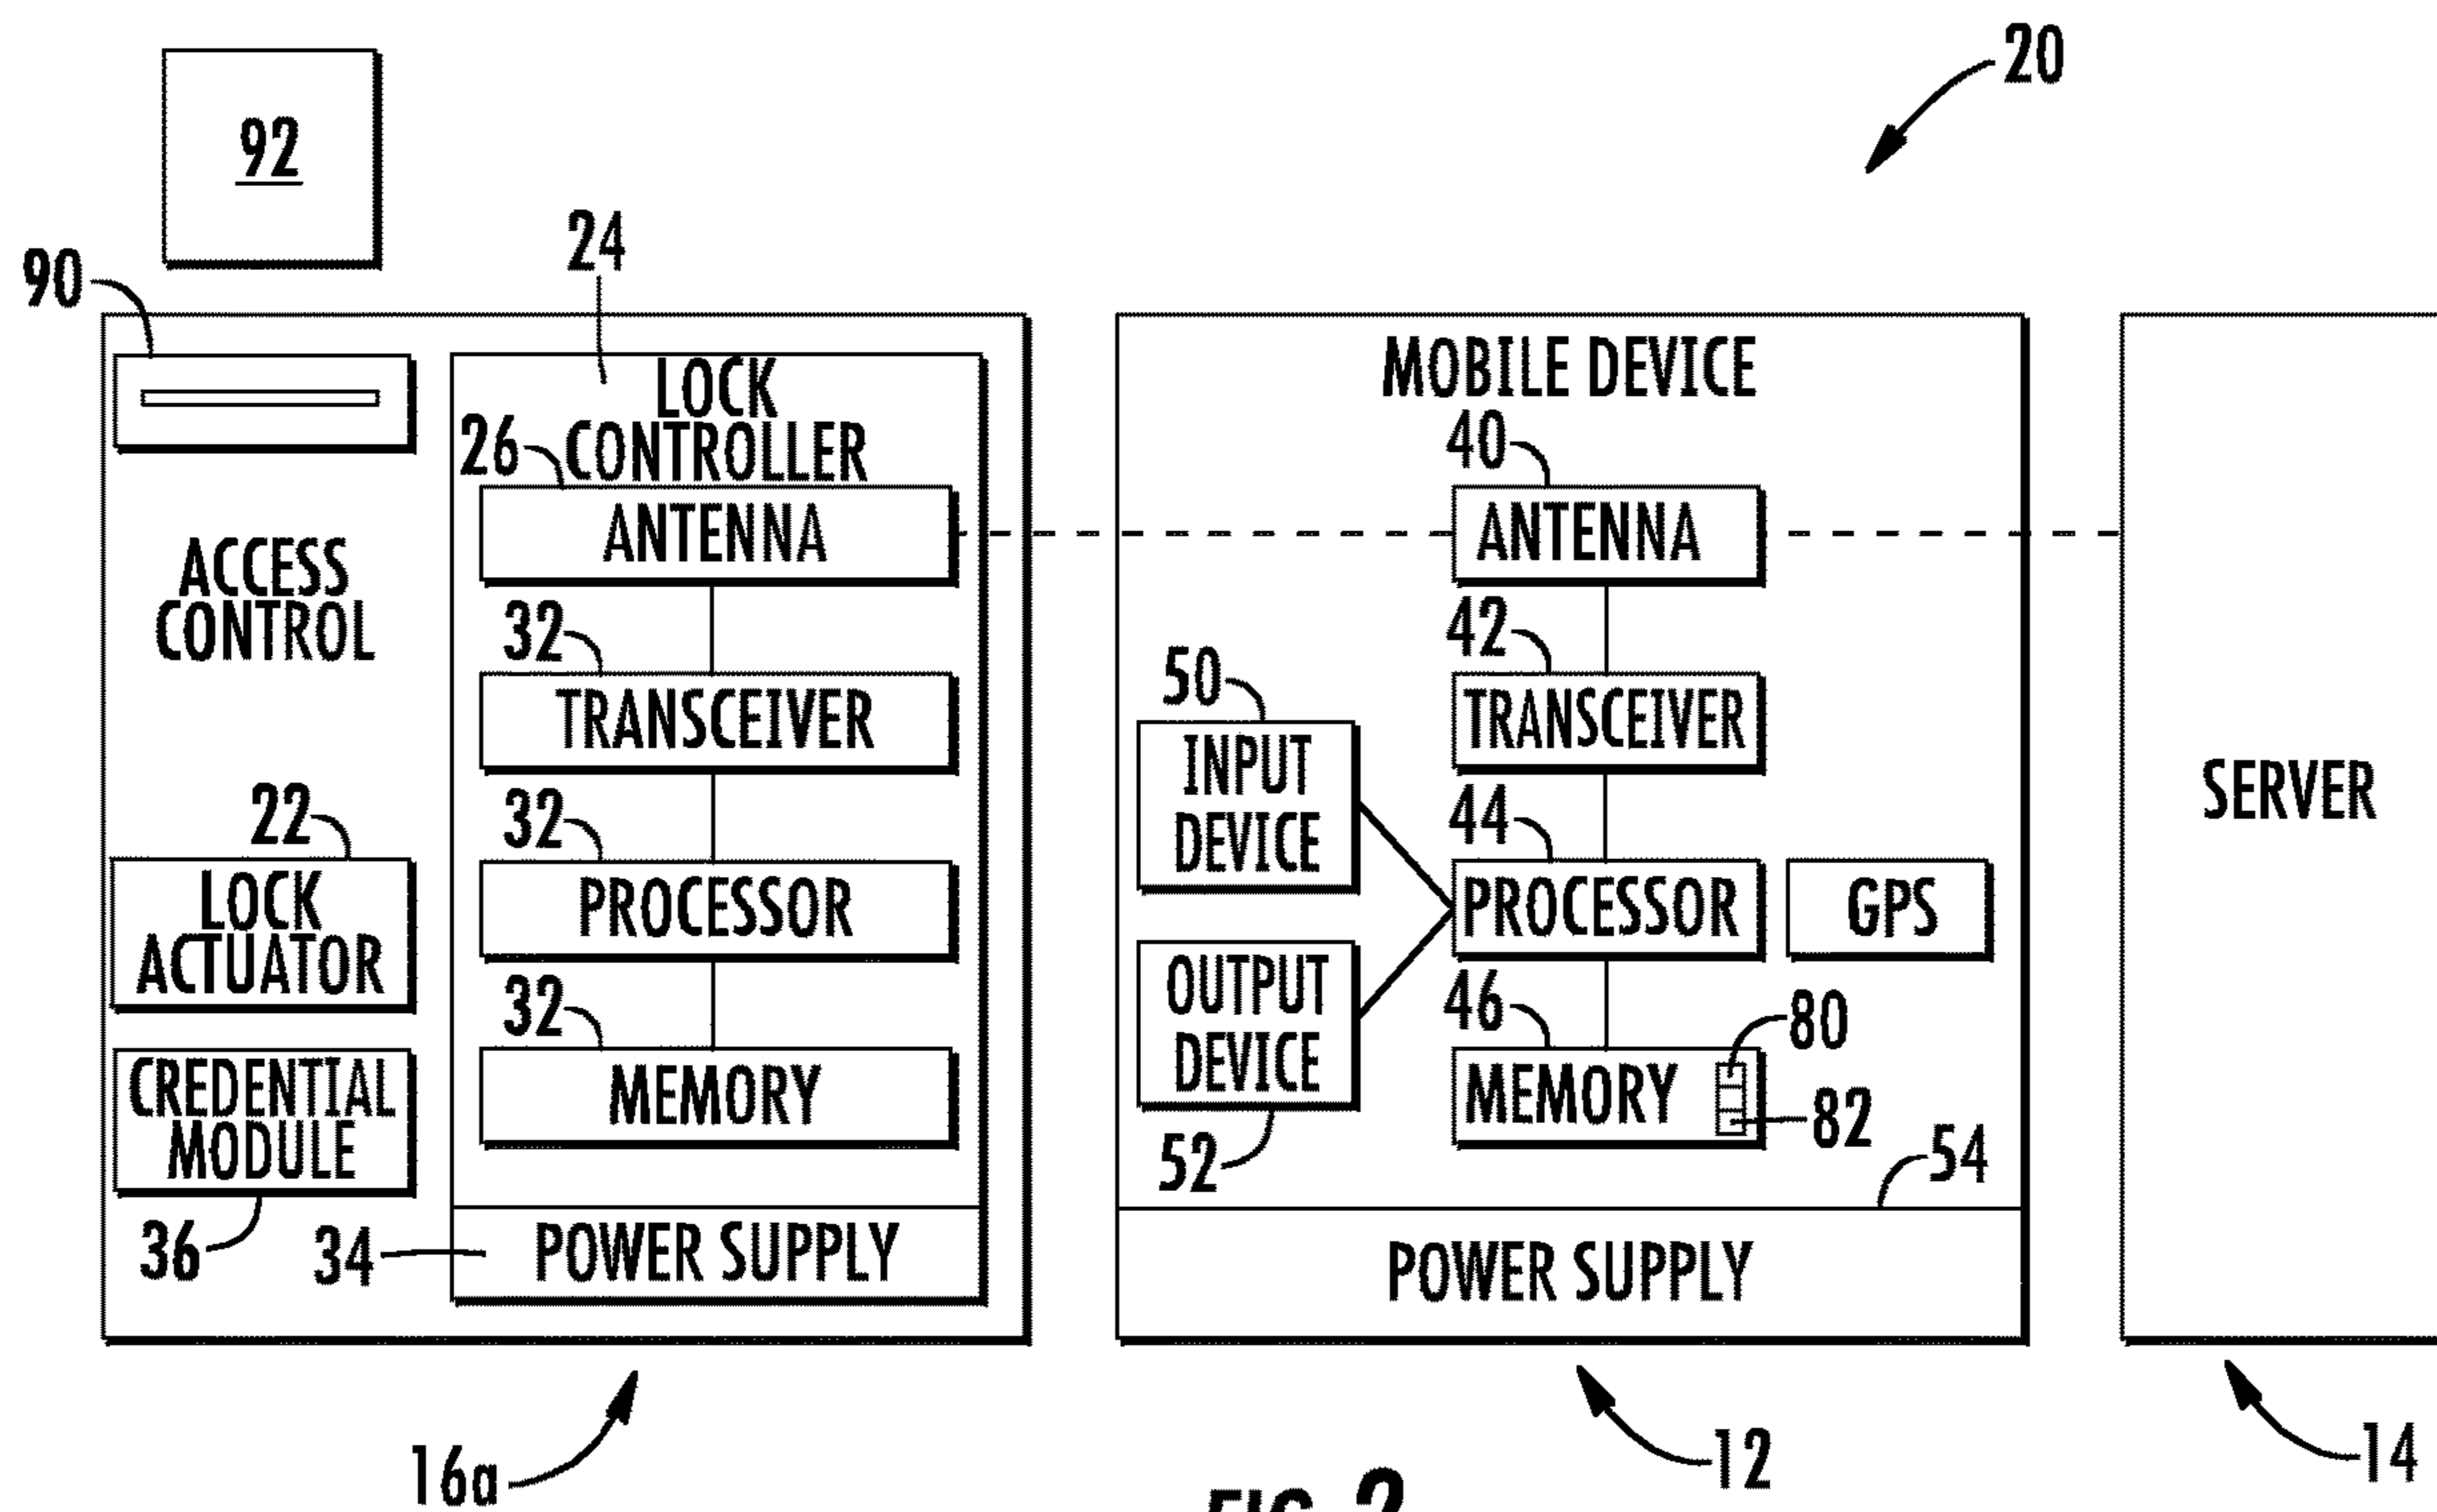 20
92
90
24
LOCK
CONTROLLER
26
ANTENNA
32
TRANSCEIVER
32
PROCESSOR
32
MEMORY
POWER SUPPLY
34
ACCESS
CONTROL
22
LOCK
ACTUATOR
CREDENTIAL
MODULE
36
16a
MOBILE DEVICE
40
ANTENNA
42
TRANSCEIVER
50
INPUT
DEVICE
44
PROCESSOR
GPS
OUTPUT
DEVICE
52
46
MEMORY
80
82
54
POWER SUPPLY
12
SERVER
14
FIG. 2